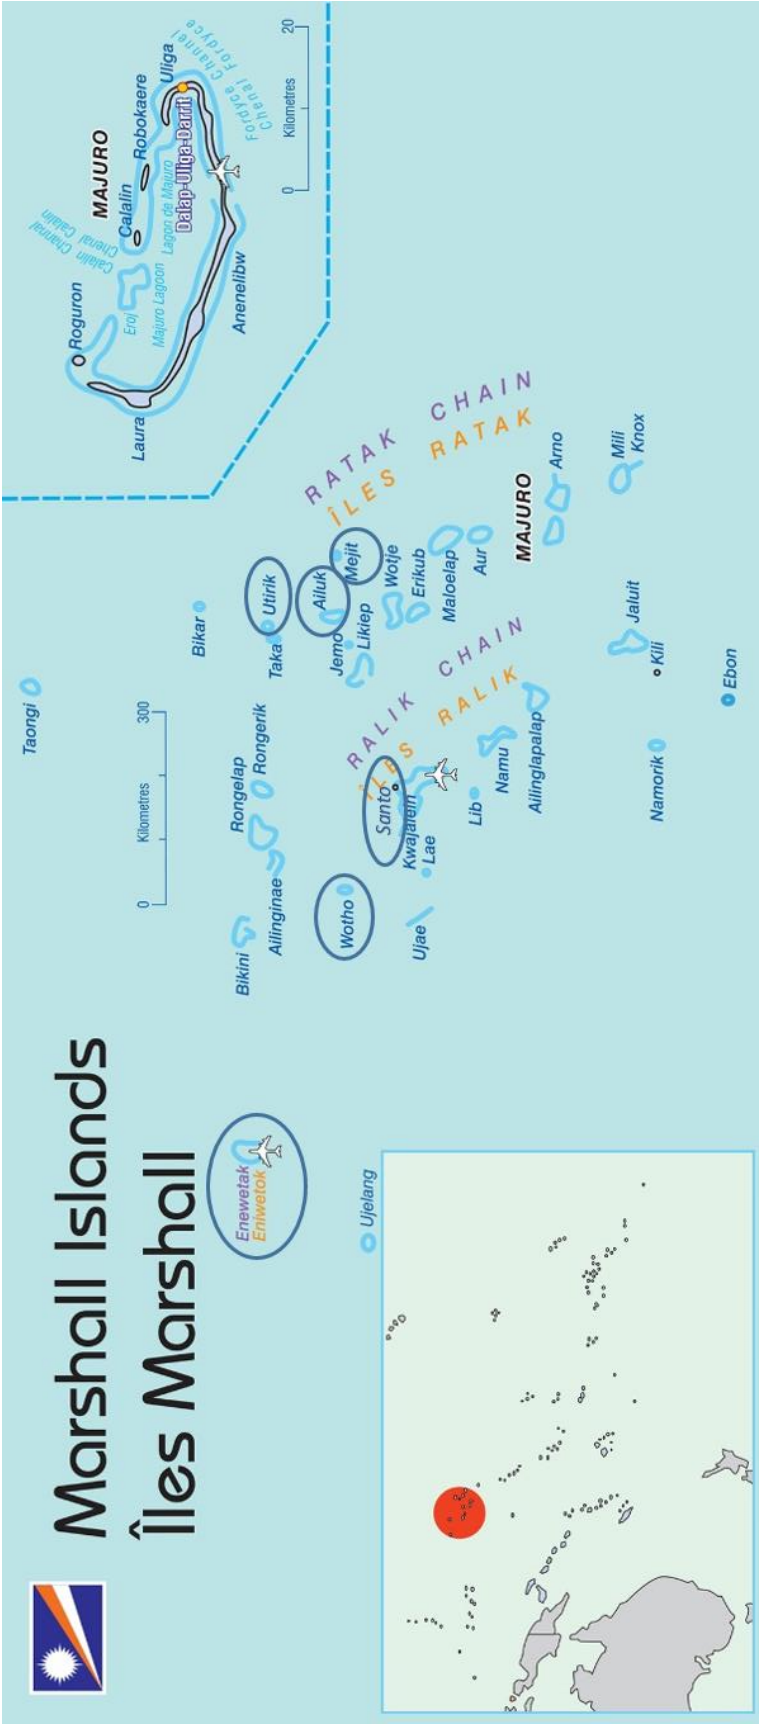 Marshall Islands
Îles Marshall
Taongi
0
Kilometres
300
Bikar
Bikini
Rongelap
Rongerik
Ailinginae
Taka
Utirik
Enewetak
Eniwetok
Wotho
Jemo
Ailuk
Mejit
Likiep
Wotje
Erikub
Maloelap
Aur
RATAK CHAIN
ÎLES RATAK
RALIK CHAIN
ÎLES RALIK
Ujelang
Ujae
Santo
Kwajalein
Lae
Lib
Namu
Ailinglapalap
MAJURO
Arno
Mili
Knox
Jaluit
Kili
Namorik
Ebon
Roguron
Calalin Channal
Chenal Calalin
MAJURO
Calalin
Robokaere
Uliga
Fordyce Channel
Fordyce
Chanal
Eroj
Majuro Lagoon
Lagon de Majuro
Dalap-Uliga-Darrit
Laura
Anenelibw
0
Kilometres
20